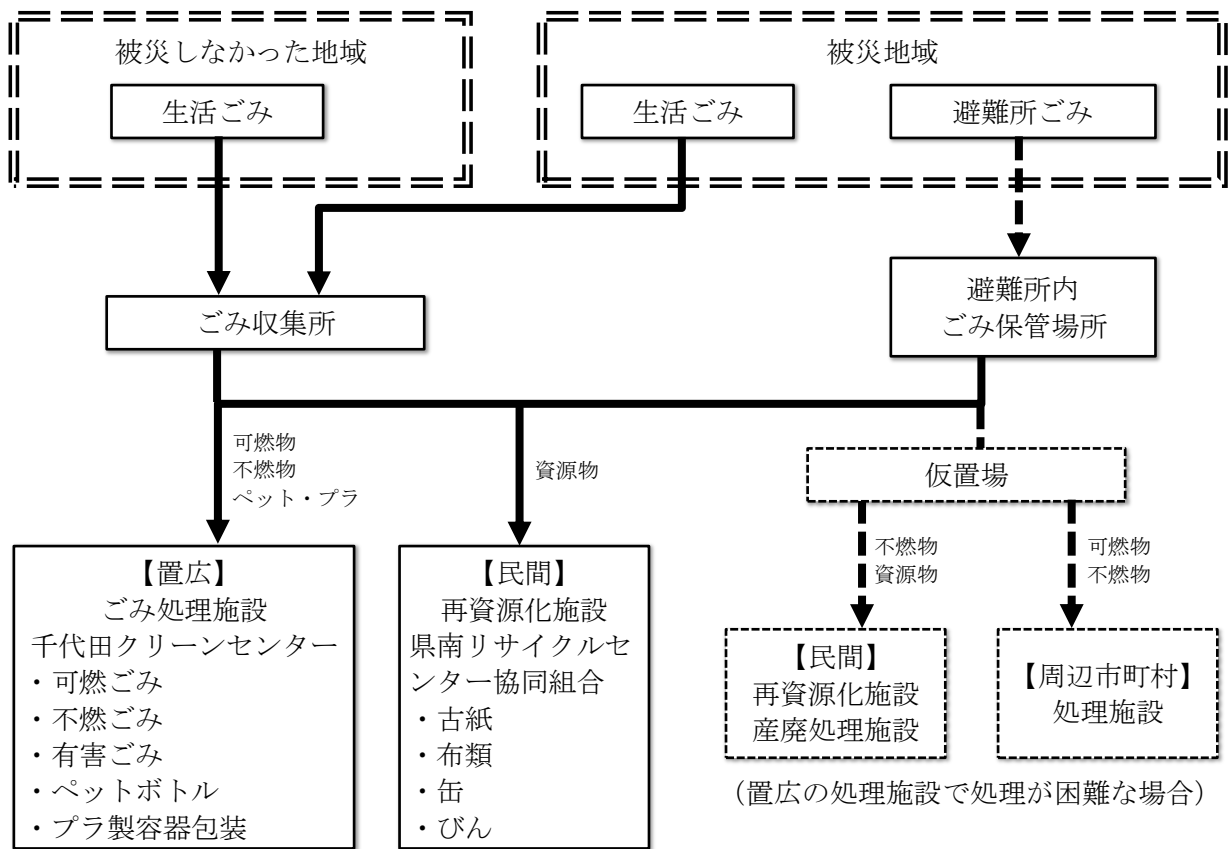 被災しなかった地域
生活ごみ
被災地域
生活ごみ
避難所ごみ
ごみ収集所
避難所内
ごみ保管場所
可燃物
不燃物
ペット・プラ
資源物
仮置場
不燃物
資源物
可燃物
不燃物
【置広】
ごみ処理施設
千代田クリーンセンター
・可燃ごみ
・不燃ごみ
・有害ごみ
・ペットボトル
・プラ製容器包装
【民間】
再資源化施設
県南リサイクルセ
ンター協同組合
・古紙
・布類
・缶
・びん
【民間】
再資源化施設
産廃処理施設
【周辺市町村】
処理施設
（置広の処理施設で処理が困難な場合）